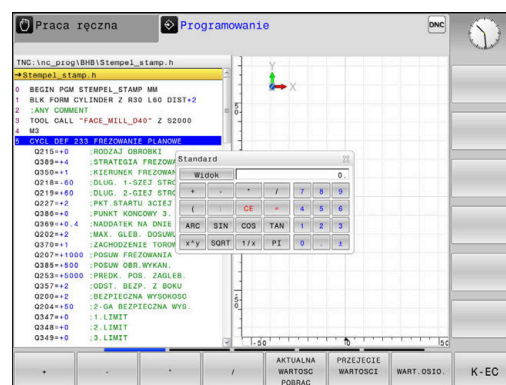 Praca ręczna
Programowanie
DNC
TNC:\nc_prog\BHB\Stempel_stamp.h
→Stempel_stamp.h
0 BEGIN PGM STEMPEL_STAMP MM
1 BLK FORM CYLINDER Z R30 L60 DIST+2
2 ;ANY COMMENT
3 TOOL CALL "FACE_MILL_D40" Z S2000
4 M3
5 CYCL DEF 233 FREZOWANIE PLANOWE
Q215=+0 ;RODZAJ OBROBKI
Q389=+4 ;STRATEGIA FREZOWA
Q350=+1 ;KIERUNEK FREZOWAN
Q218=-60 ;DLUG. 1-SZEJ STRO
Q219=+60 ;DLUG. 2-GIEJ STRO
Q227=+2 ;PKT.STARTU 3CIEJ
Q386=+0 ;PUNKT KONCOWY 3.
Q369=+0.4 ;NADDATEK NA DNIE
Q202=+2 ;MAX. GLEB. DOSUWU
Q370=+1 ;ZACHODZENIE TOROW
Q207=+1000 ;POSUW FREZOWANIA
Q385=+500 ;POSUW OBR.WYKAN.
Q253=+5000 ;PREDK. POS. ZAGLEB.
Q357=+2 ;ODST. BEZP. Z BOKU
Q200=+2 ;BEZPIECZNA WYSOKOSC
Q204=+50 ;2-GA BEZPIECZNA WYS.
Q347=+0 ;1.LIMIT
Q348=+0 ;2.LIMIT
Q349=+0 ;3.LIMIT
Y
X
Standard
Widok 0.
+ - * / 7 8 9
( ) CE = 4 5 6
ARC SIN COS TAN 1 2 3
x^y SQRT 1/x PI 0 . ±
-50 0 50
+ - * / AKTUALNA WARTOSC POBRAC PRZEJECIE WARTOSCI WART.OSIO. K-EC